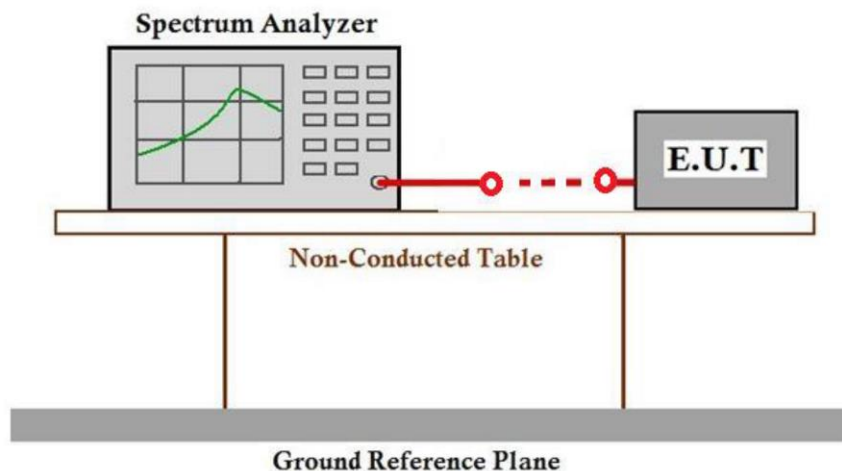 Spectrum Analyzer
E.U.T
Non-Conducted Table
Ground Reference Plane